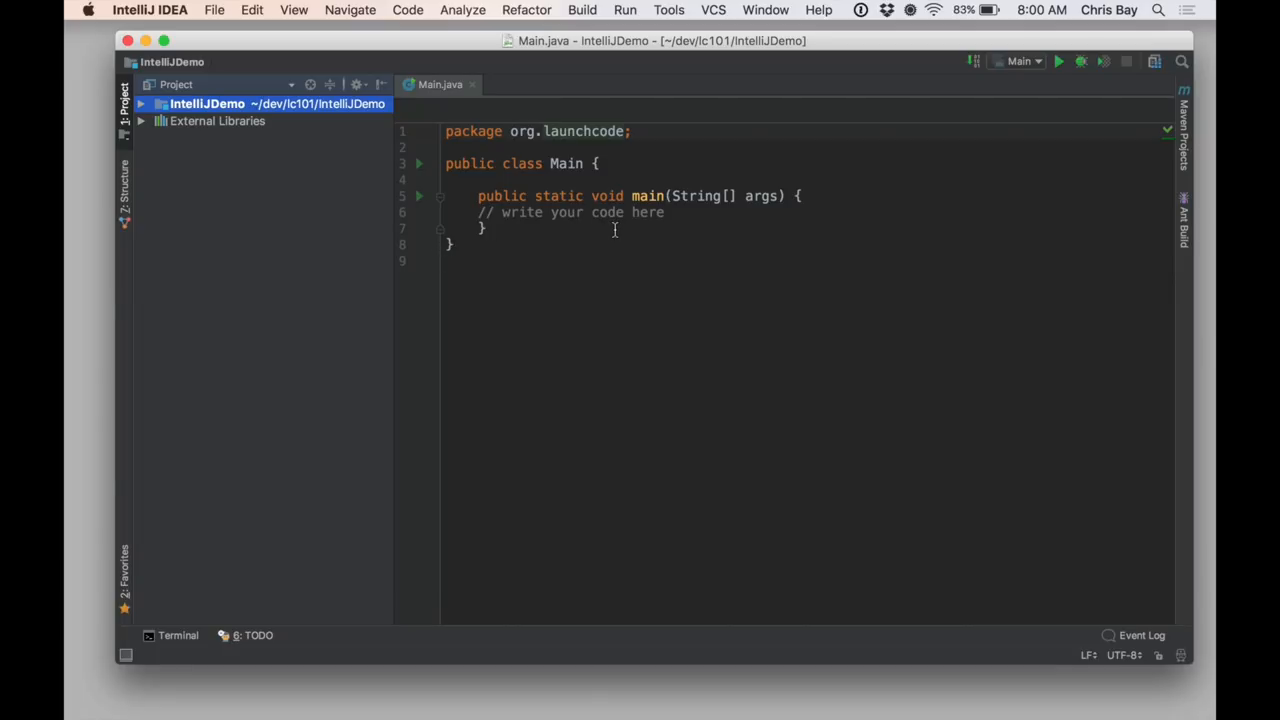 IntelliJ IDEA File Edit View Navigate Code Analyze Refactor Build Run Tools VCS Window Help 83% 8:00 AM Chris Bay
Main.java - IntelliJDemo - [~/dev/lc101/IntelliJDemo]
IntelliJDemo Main
1: Project
Project
Main.java
IntelliJDemo ~/dev/lc101/IntelliJDemo
External Libraries
7: Structure
2: Favorites
1 package org.launchcode;
2
3 public class Main {
4
5 public static void main(String[] args) {
6 // write your code here
7 }
8 }
9
Maven Projects
Ant Build
Terminal 6: TODO Event Log
LF UTF-8